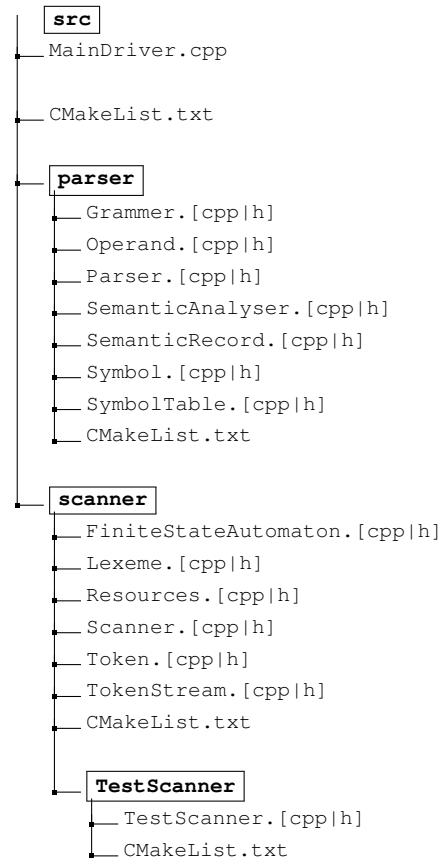 src
MainDriver.cpp
CMakeList.txt
parser
Grammer.[cpp|h]
Operand.[cpp|h]
Parser.[cpp|h]
SemanticAnalyser.[cpp|h]
SemanticRecord.[cpp|h]
Symbol.[cpp|h]
SymbolTable.[cpp|h]
CMakeList.txt
scanner
FiniteStateAutomaton.[cpp|h]
Lexeme.[cpp|h]
Resources.[cpp|h]
Scanner.[cpp|h]
Token.[cpp|h]
TokenStream.[cpp|h]
CMakeList.txt
TestScanner
TestScanner.[cpp|h]
CMakeList.txt